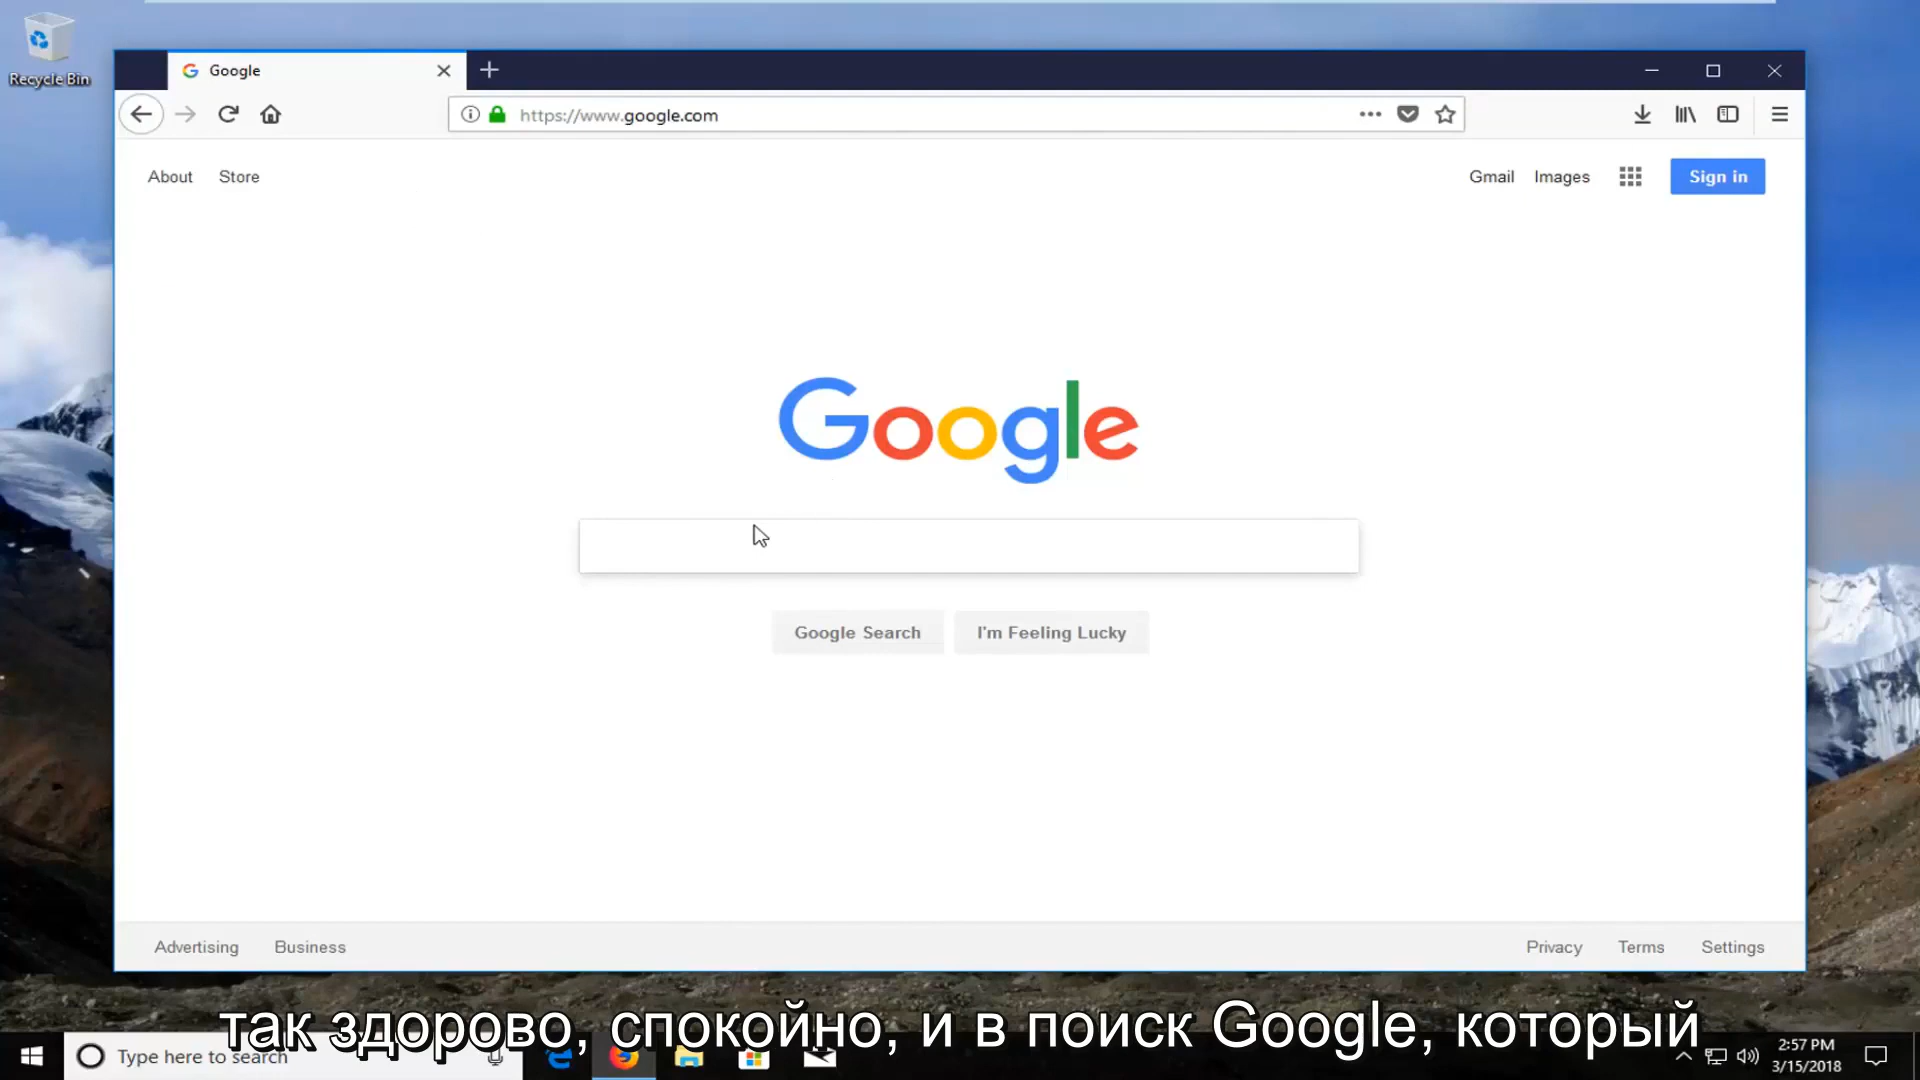 Recycle Bin
Google
https://www.google.com
About Store
Gmail Images Sign in
Google
Google Search I'm Feeling Lucky
Advertising Business
Privacy Terms Settings
так здорово, спокойно, и в поиск Google, который
Type here to search
2:57 PM
3/15/2018